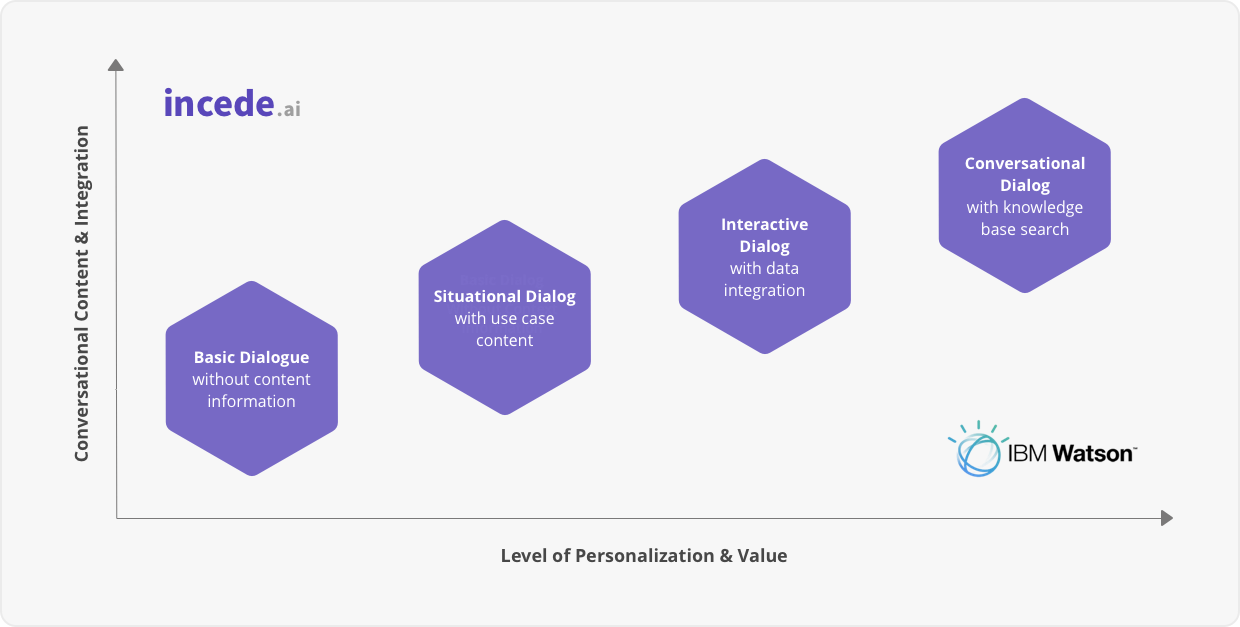 incede.ai
Conversational Content & Integration
Conversational
Dialog
with knowledge
base search
Interactive
Dialog
with data
integration
Situational Dialog
with use case
content
Basic Dialogue
without content
information
IBM Watson™
Level of Personalization & Value